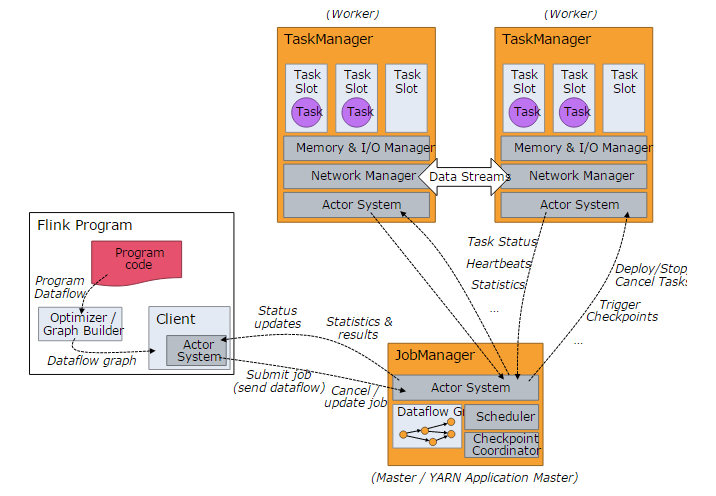 (Worker)
(Worker)
TaskManager
TaskManager
Task
Slot
Task
Slot
Task
Slot
Task
Slot
Task
Slot
Task
Slot
Task
Task
Task
Task
Memory & I/O Manager
Memory & I/O Manager
Network Manager
Data Streams
Network Manager
Actor System
Actor System
Flink Program
Program
code
Program
Dataflow
Optimizer /
Graph Builder
Dataflow graph
Client
Actor
System
Task Status
Heartbeats
Statistics
...
Deploy/Stop/
Cancel Tasks
Trigger
Checkpoints
...
Status
updates
Statistics &
results
Submit job
(send dataflow)
Cancel /
update job
JobManager
Actor System
Dataflow
Scheduler
Checkpoint
Coordinator
(Master / YARN Application Master)